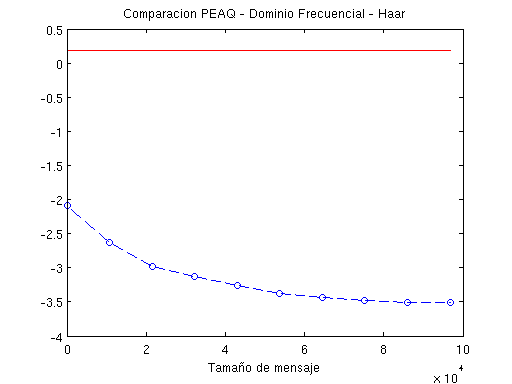 Comparacion PEAQ - Dominio Frecuencial - Haar
0.5
0
-0.5
-1
-1.5
-2
-2.5
-3
-3.5
-4
0 2 4 6 8 10
Tamaño de mensaje
x 10 4